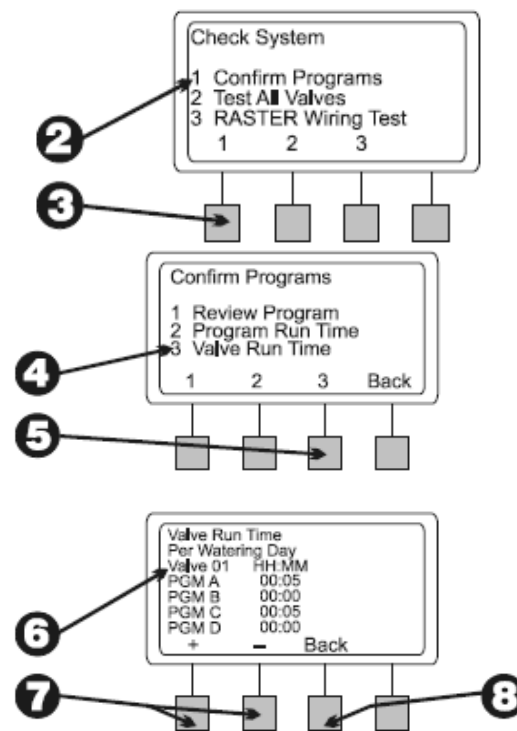 Check System
1 Confirm Programs
2 Test All Valves
3 RASTER Wiring Test
1 2 3
2
3
Confirm Programs
1 Review Program
2 Program Run Time
3 Valve Run Time
1 2 3 Back
4
5
Valve Run Time
Per Watering Day
Valve 01 HH:MM
PGM A 00:05
PGM B 00:00
PGM C 00:05
PGM D 00:00
+ – Back
6
7
8